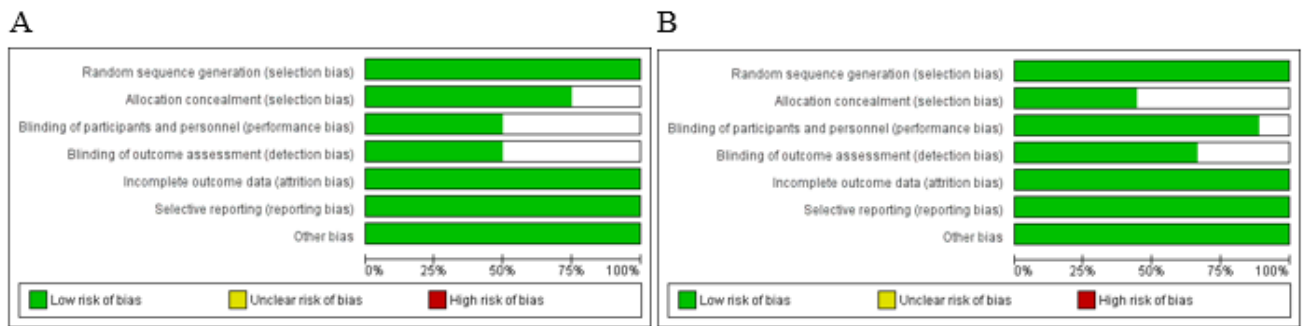 A
Random sequence generation (selection bias)
Allocation concealment (selection bias)
Blinding of participants and personnel (performance bias)
Blinding of outcome assessment (detection bias)
Incomplete outcome data (attrition bias)
Selective reporting (reporting bias)
Other bias
0% 25% 50% 75% 100%
Low risk of bias Unclear risk of bias High risk of bias
B
Random sequence generation (selection bias)
Allocation concealment (selection bias)
Blinding of participants and personnel (performance bias)
Blinding of outcome assessment (detection bias)
Incomplete outcome data (attrition bias)
Selective reporting (reporting bias)
Other bias
0% 25% 50% 75% 100%
Low risk of bias Unclear risk of bias High risk of bias